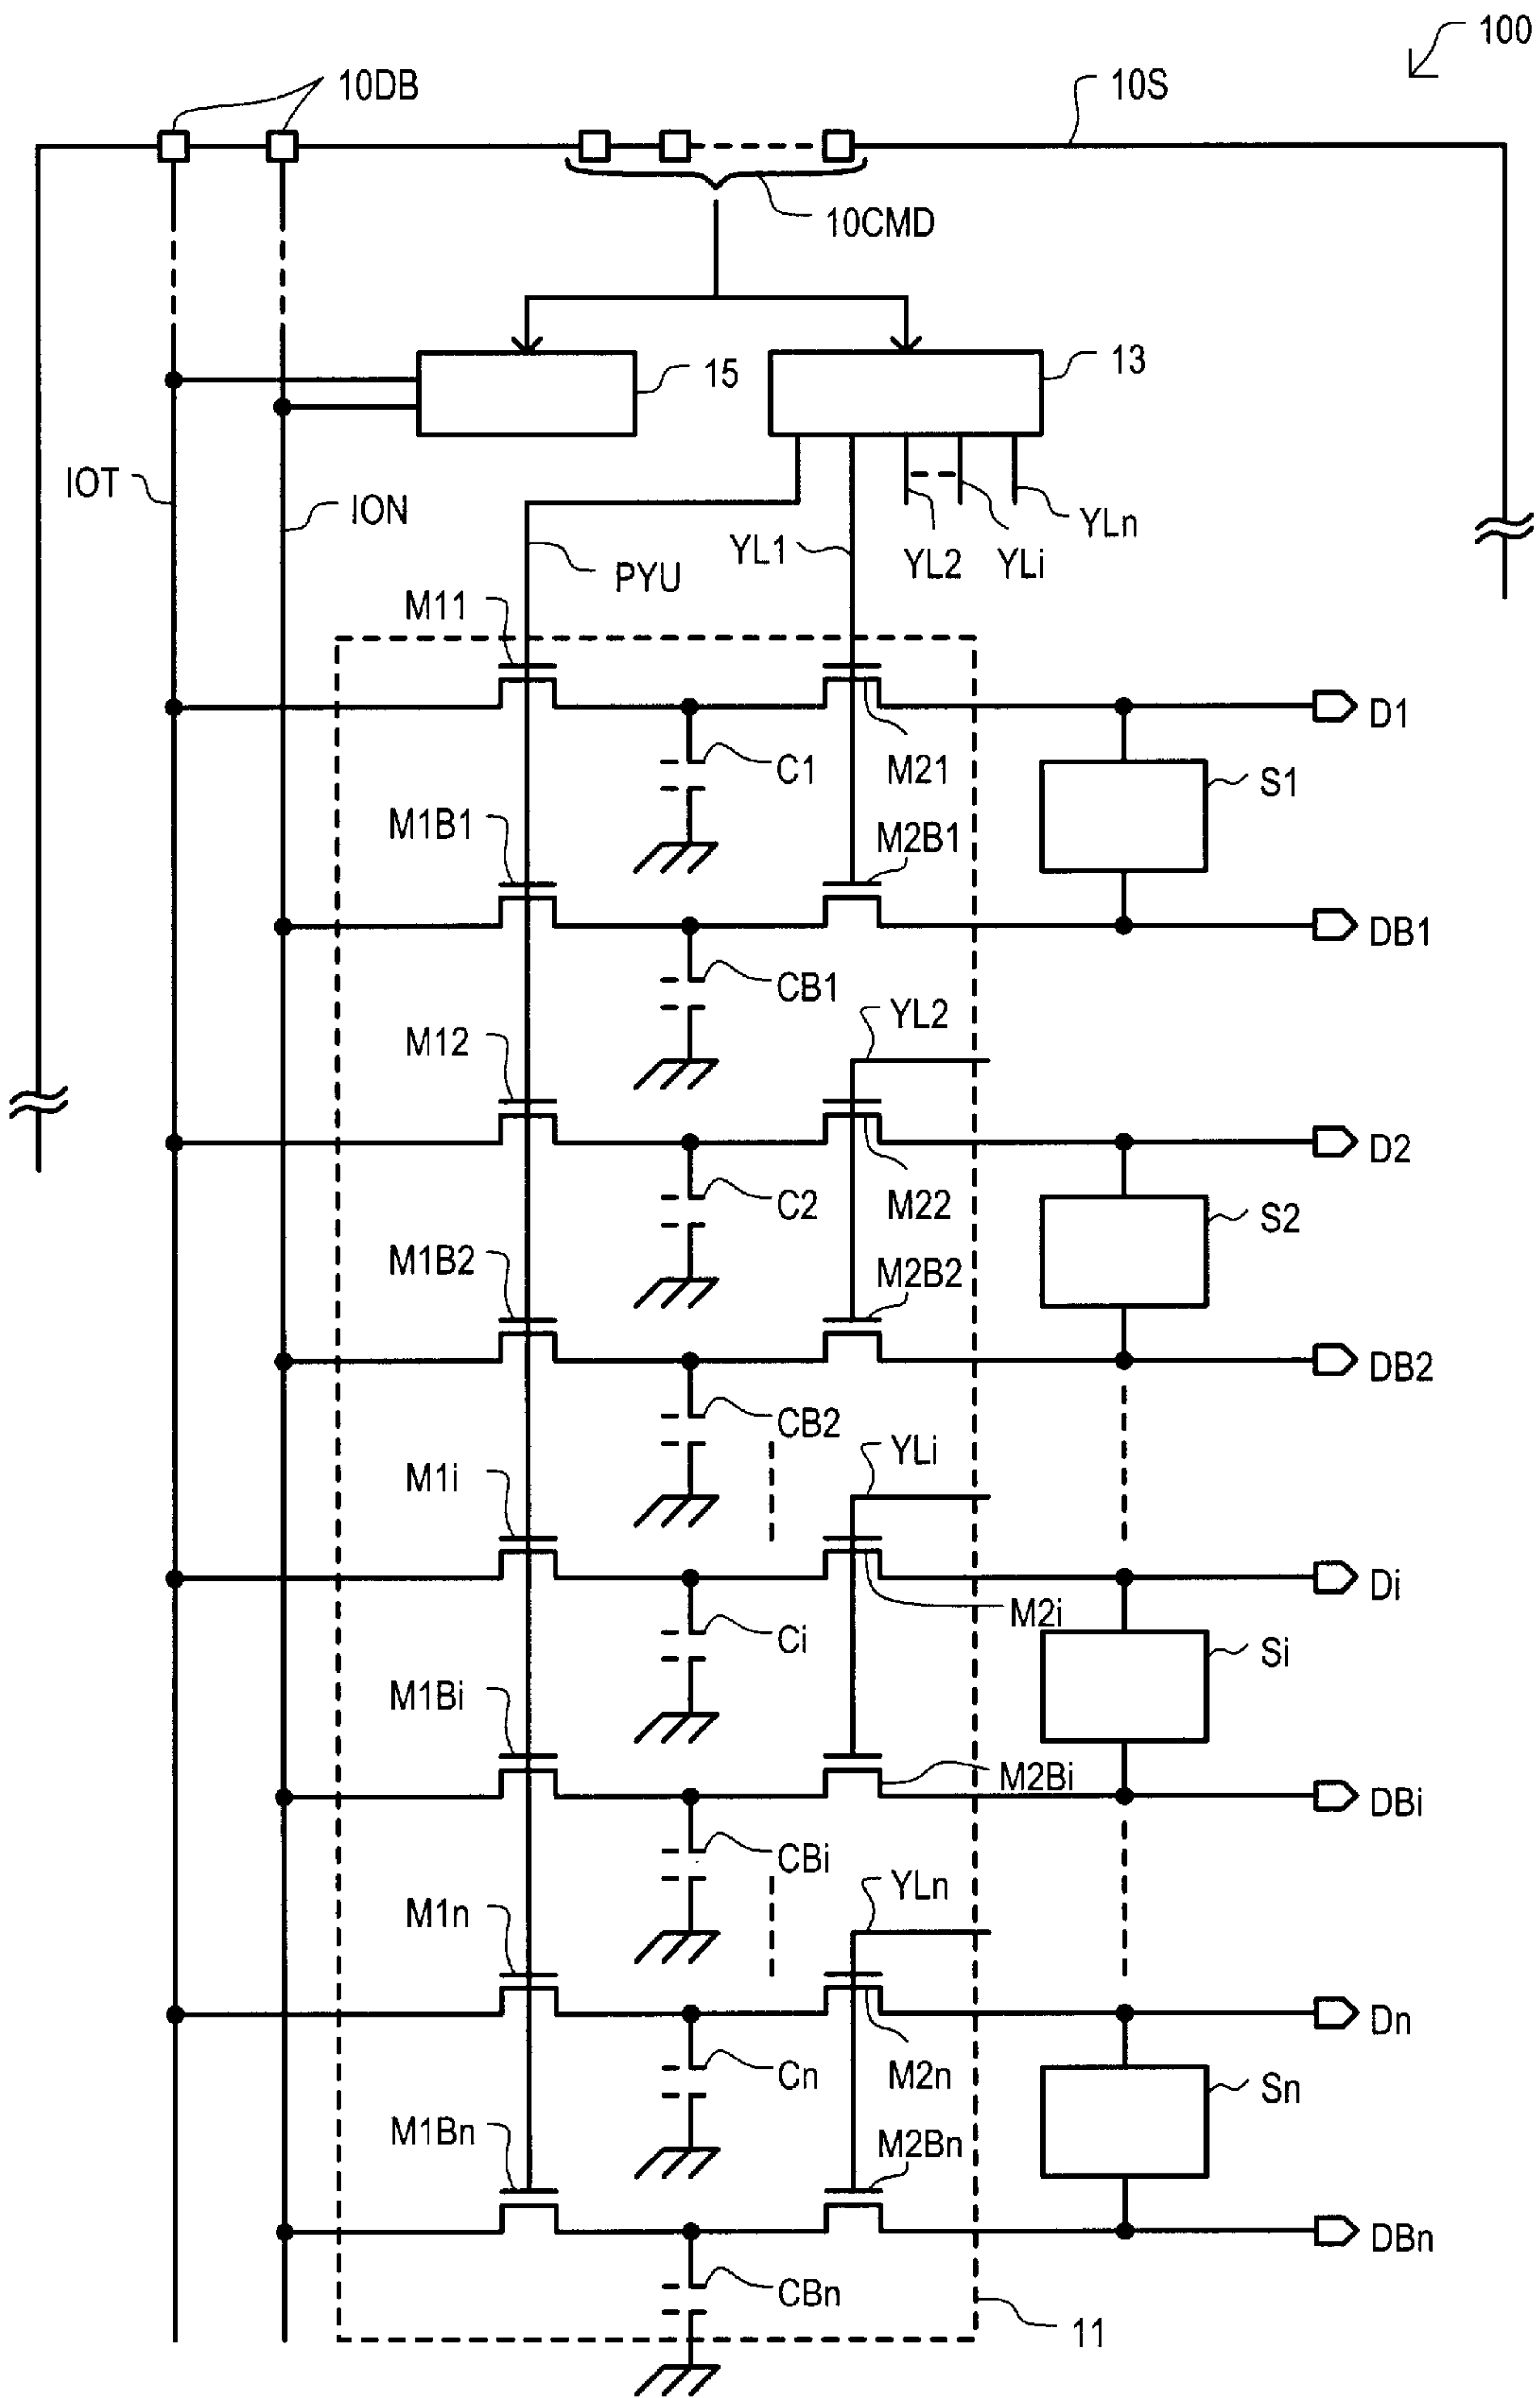 100
10DB
10S
10CMD
15
13
IOT
ION
YL1
YL2
YLi
YLn
PYU
M11
D1
C1
M21
S1
M1B1
M2B1
DB1
CB1
YL2
M12
D2
C2
M22
S2
M1B2
M2B2
DB2
CB2
YLi
M1i
Di
Ci
M2i
Si
M1Bi
M2Bi
DBi
CBi
YLn
M1n
Dn
Cn
M2n
Sn
M1Bn
M2Bn
DBn
CBn
11